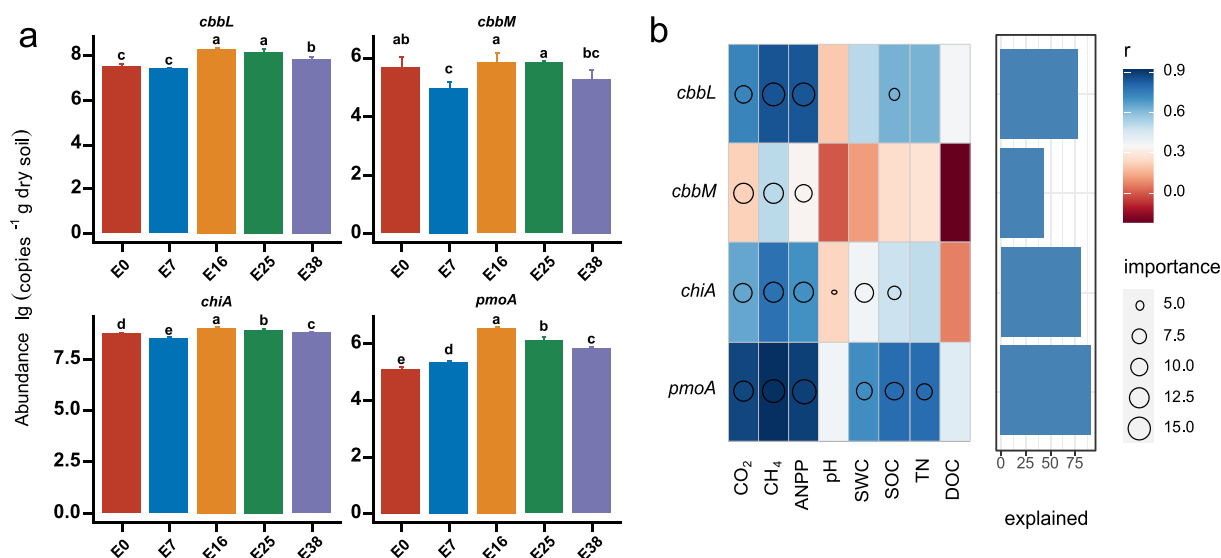 a
Abundance lg (copies ⁻¹ g dry soil)
cbbL
8
6
4
2
0
c
c
a
a
b
E0
E7
E16
E25
E38
cbbM
6
4
2
0
ab
c
a
a
bc
E0
E7
E16
E25
E38
chiA
7.5
5.0
2.5
0.0
d
e
a
b
c
E0
E7
E16
E25
E38
pmoA
6
4
2
0
e
d
a
b
c
E0
E7
E16
E25
E38
b
cbbL
cbbM
chiA
pmoA
CO₂
CH₄
ANPP
pH
SWC
SOC
TN
DOC
0
25
50
75
explained
r
0.9
0.6
0.3
0.0
importance
5.0
7.5
10.0
12.5
15.0